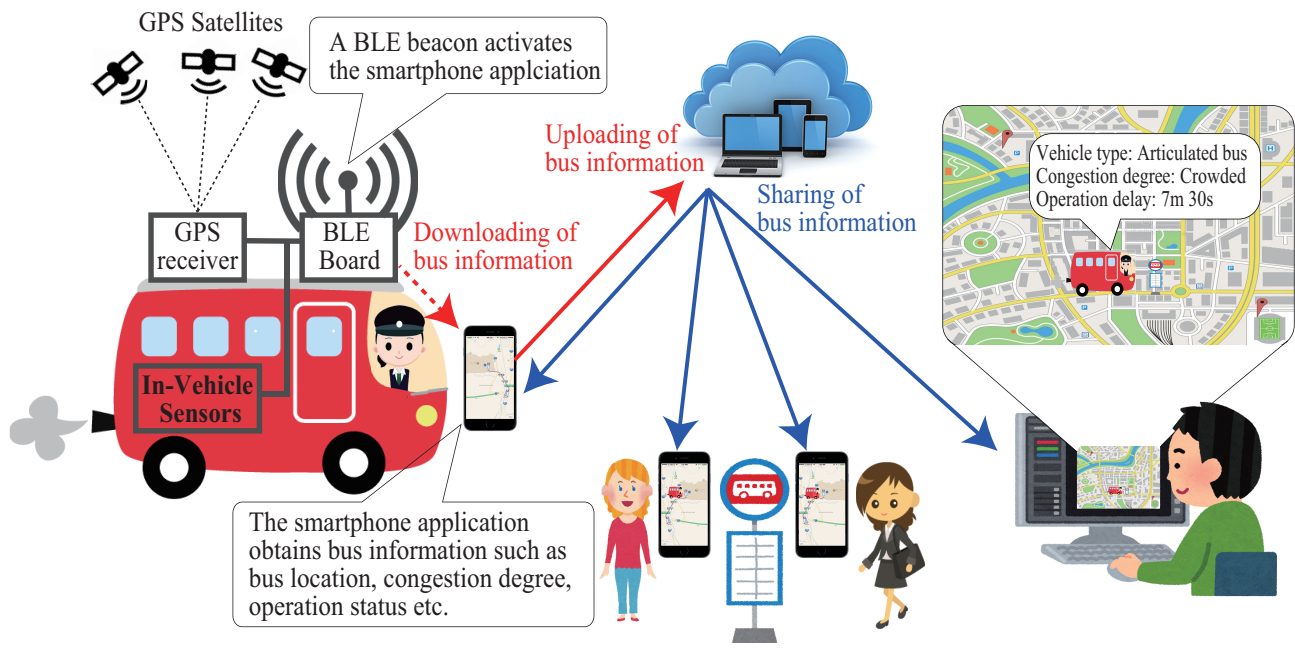 GPS Satellites
A BLE beacon activates
the smartphone applciation
GPS
receiver
BLE
Board
Downloading of
bus information
Uploading of
bus information
Sharing of
bus information
In-Vehicle
Sensors
The smartphone application
obtains bus information such as
bus location, congestion degree,
operation status etc.
Vehicle type: Articulated bus
Congestion degree: Crowded
Operation delay: 7m 30s